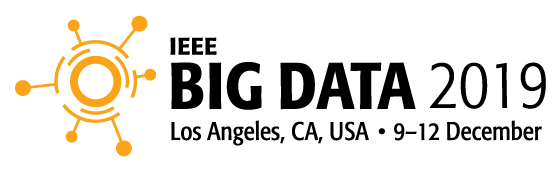 IEEE
BIG DATA 2019
Los Angeles, CA, USA • 9–12 December